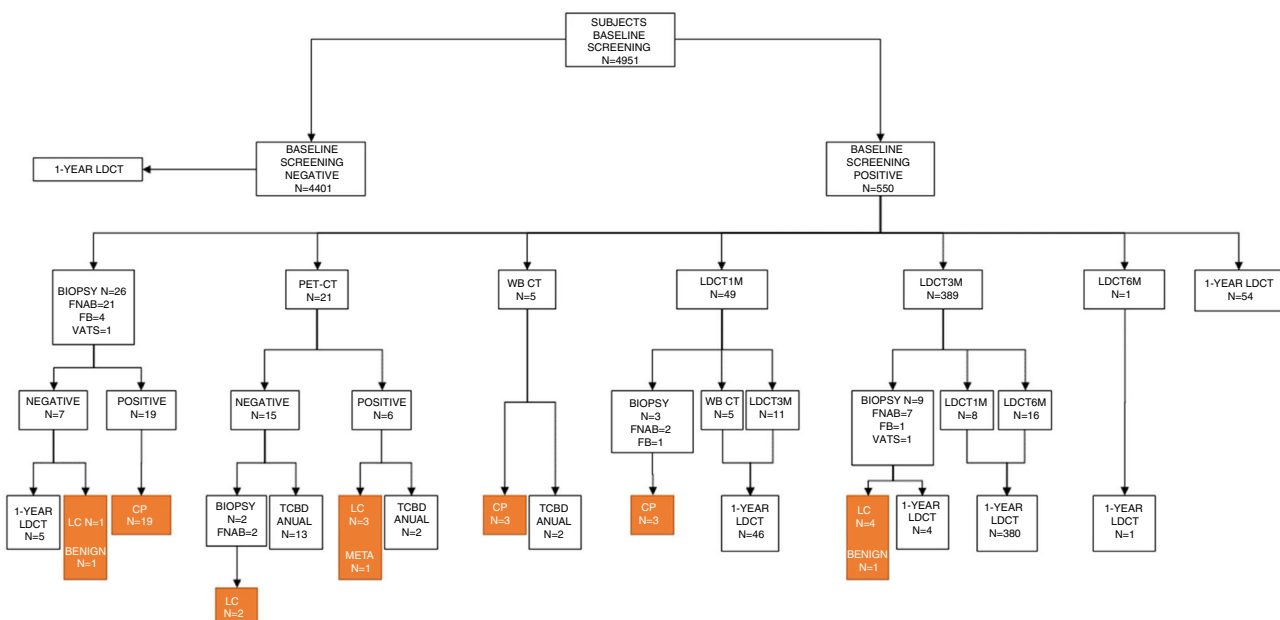 SUBJECTS
BASELINE
SCREENING
N=4951
1-YEAR LDCT
BASELINE
SCREENING
NEGATIVE
N=4401
BASELINE
SCREENING
POSITIVE
N=550
BIOPSY N=26
FNAB=21
FB=4
VATS=1
PET-CT
N=21
WB CT
N=5
LDCT1M
N=49
LDCT3M
N=389
LDCT6M
N=1
1-YEAR LDCT
N=54
NEGATIVE
N=7
POSITIVE
N=19
NEGATIVE
N=15
POSITIVE
N=6
BIOPSY
N=3
FNAB=2
FB=1
WB CT
N=5
LDCT3M
N=11
BIOPSY N=9
FNAB=7
FB=1
VATS=1
LDCT1M
N=8
LDCT6M
N=16
1-YEAR
LDCT
N=5
LC N=1
BENIGN
N=1
CP
N=19
BIOPSY
N=2
FNAB=2
TCBD
ANUAL
N=13
LC
N=3
META
N=1
TCBD
ANUAL
N=2
CP
N=3
TCBD
ANUAL
N=2
CP
N=3
1-YEAR
LDCT
N=46
LC
N=4
BENIGN
N=1
1-YEAR
LDCT
N=4
1-YEAR
LDCT
N=380
1-YEAR
LDCT
N=1
LC
N=2